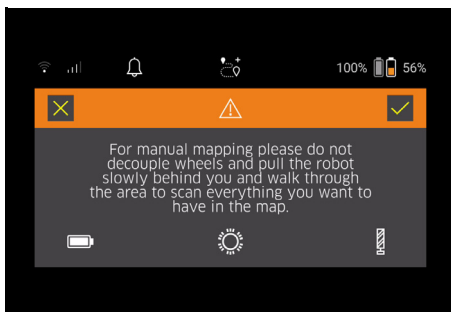 100% 56%
For manual mapping please do not
decouple wheels and pull the robot
slowly behind you and walk through
the area to scan everything you want to
have in the map.